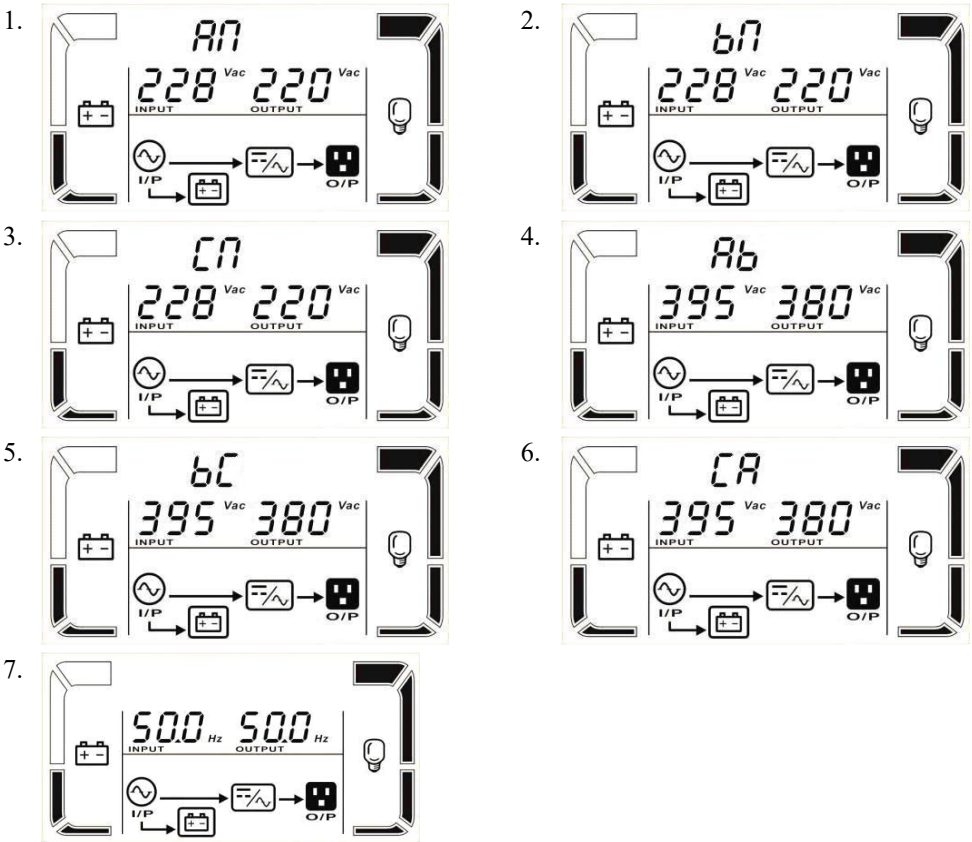 1.
AN
228 Vac 220 Vac
INPUT OUTPUT
I/P O/P
2.
bN
228 Vac 220 Vac
INPUT OUTPUT
I/P O/P
3.
CN
228 Vac 220 Vac
INPUT OUTPUT
I/P O/P
4.
Ab
395 Vac 380 Vac
INPUT OUTPUT
I/P O/P
5.
bC
395 Vac 380 Vac
INPUT OUTPUT
I/P O/P
6.
CA
395 Vac 380 Vac
INPUT OUTPUT
I/P O/P
7.
50.0 Hz 50.0 Hz
INPUT OUTPUT
I/P O/P